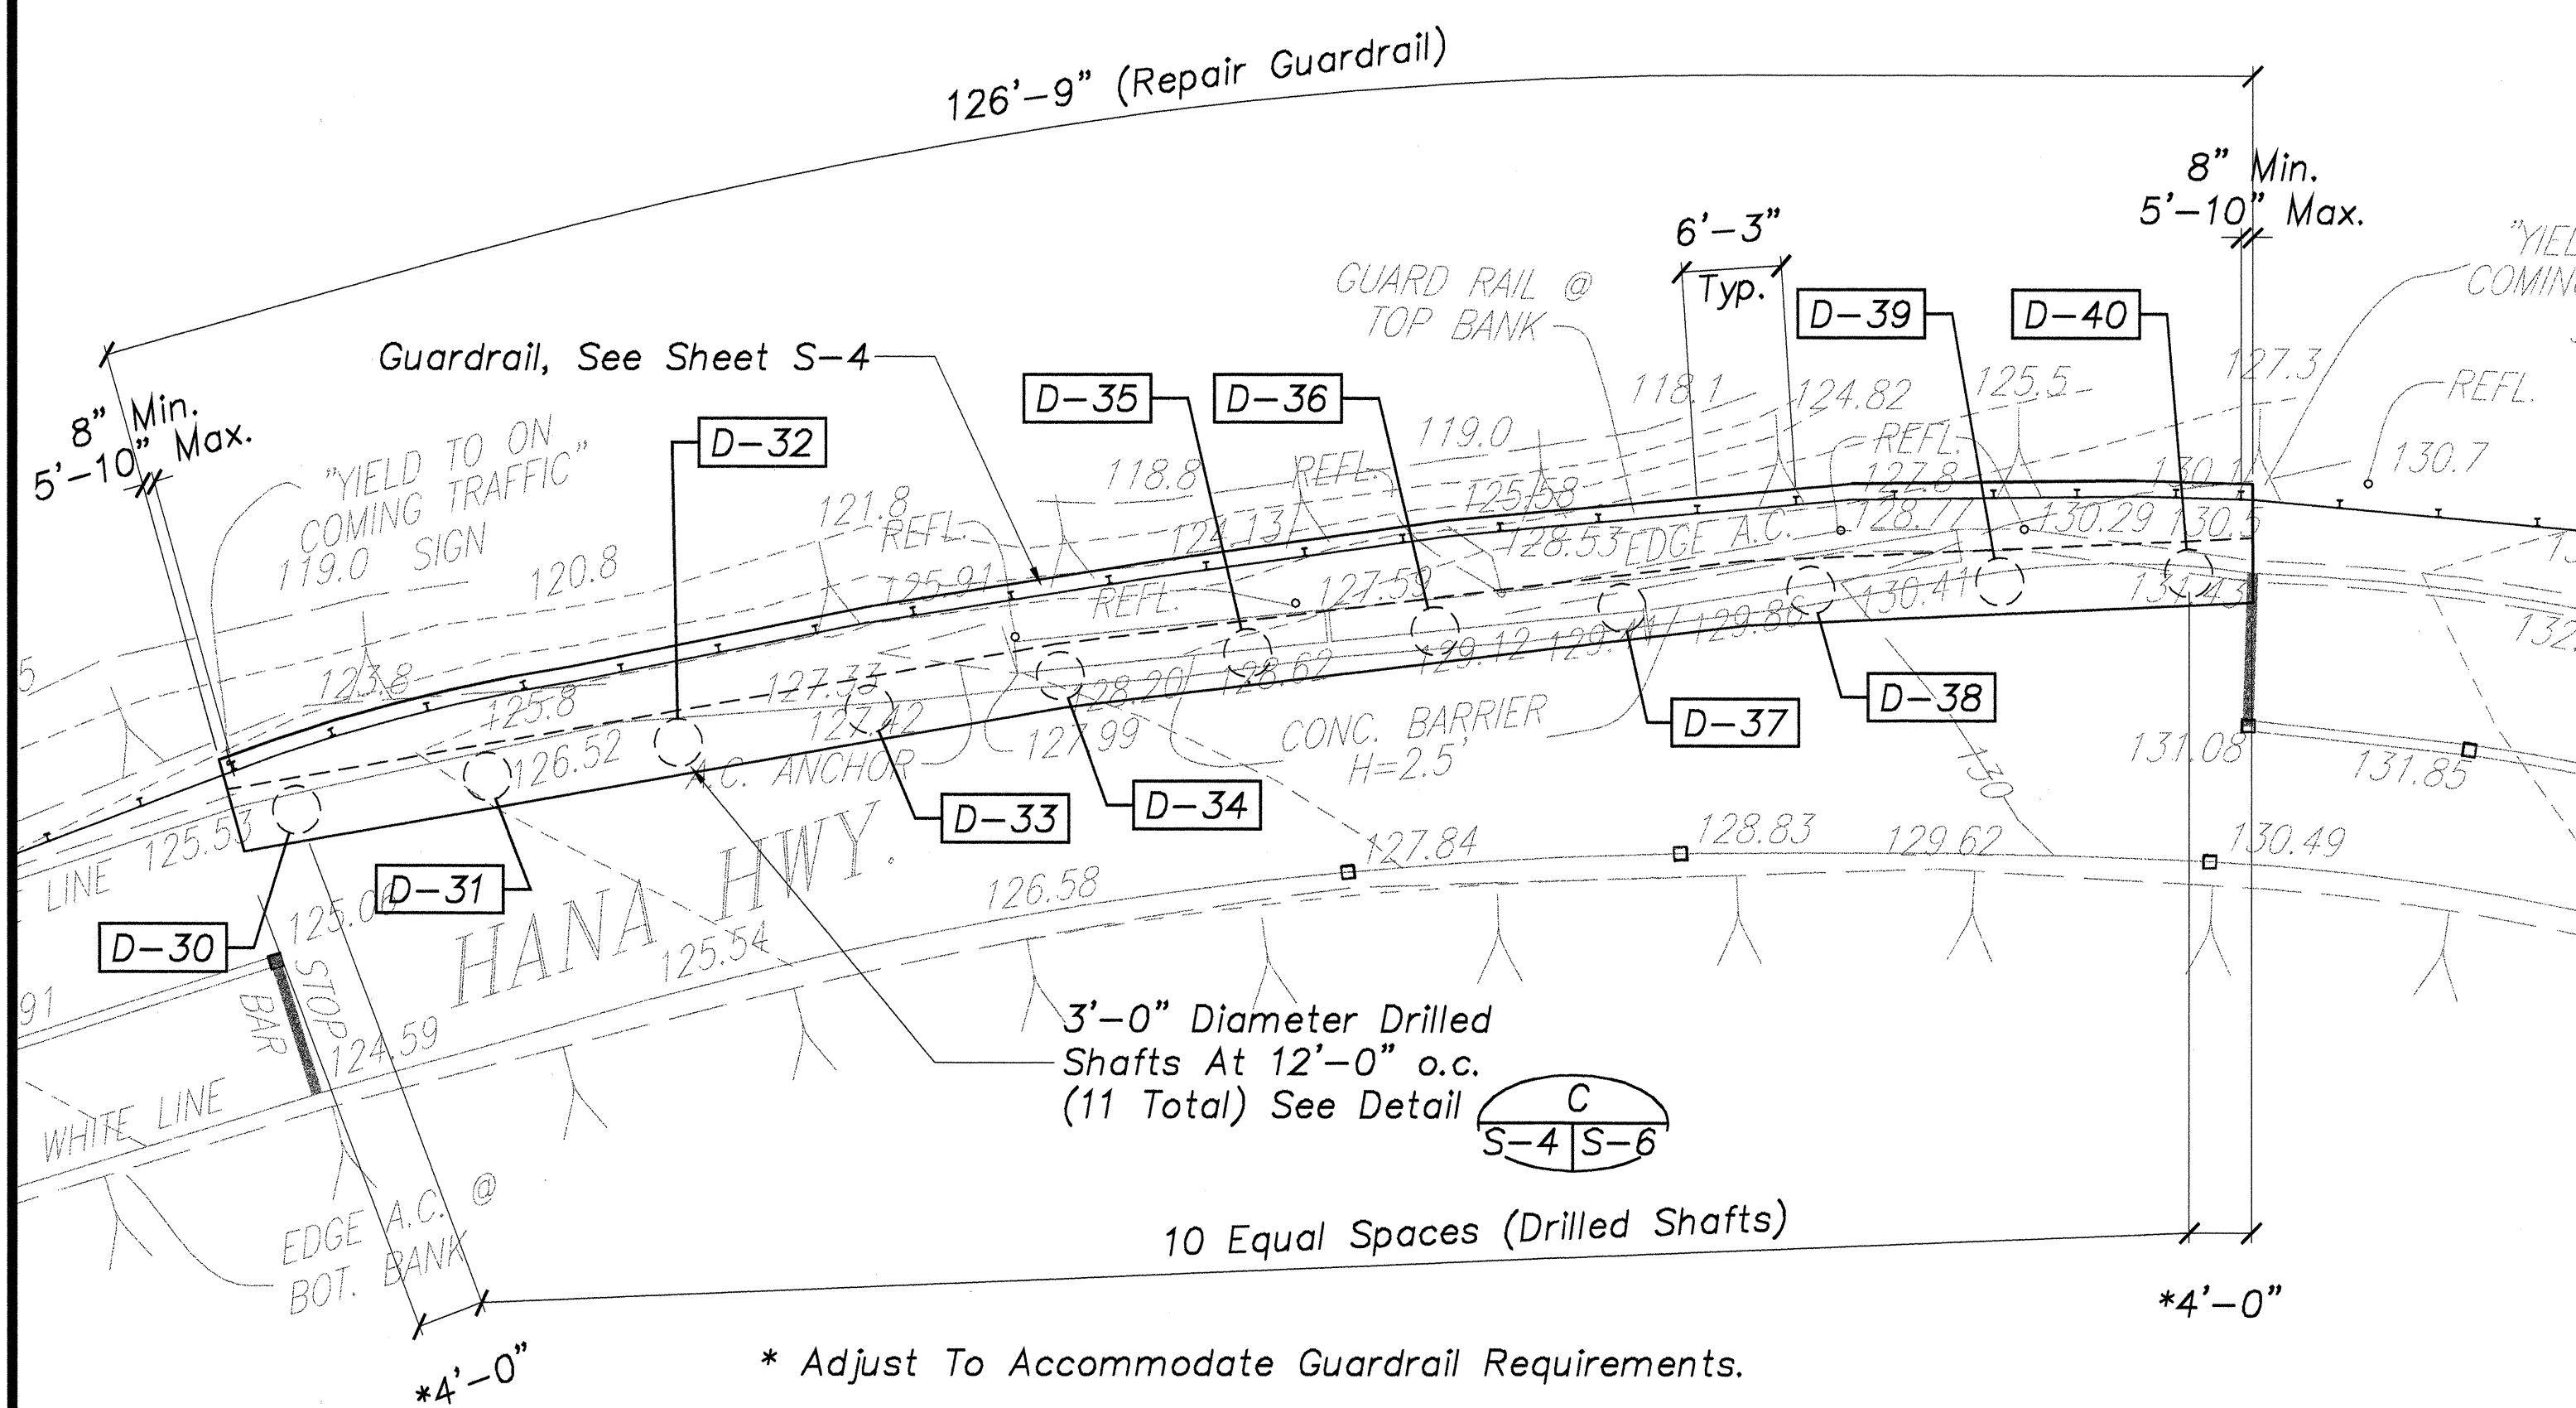 126'-9" (Repair Guardrail)
8" Min.
5'-10" Max.
6'-3"
Typ.
GUARD RAIL @
TOP BANK
D-39
D-40
Guardrail, See Sheet S-4
D-35
D-36
D-32
8" Min.
5'-10" Max.
"YIELD TO ON
COMING TRAFFIC"
SIGN
119.0
120.8
121.8
REFL.
118.8
REFL.
119.0
118.1
124.82
125.5
127.3
REFL.
REFL.
130.7
130.1
127.8
125.58
124.13
128.53
EDGE A.C.
128.77
130.29
130.5
125.91
REFL.
127.59
123.8
125.8
127.33
127.42
128.20
128.62
129.12
129.86
130.41
131.43
126.52
A.C. ANCHOR
127.99
CONC. BARRIER
H=2.5'
D-37
D-38
D-33
D-34
130
131.08
131.85
125.53
LINE
D-31
D-30
125.06
HANA HWY.
125.54
126.58
127.84
128.83
129.62
130.49
STOP
BAR
91
124.59
WHITE LINE
3'-0" Diameter Drilled
Shafts At 12'-0" o.c.
(11 Total) See Detail
C
S-4 S-6
EDGE A.C. @
BOT. BANK
10 Equal Spaces (Drilled Shafts)
*4'-0"
*4'-0"
* Adjust To Accommodate Guardrail Requirements.